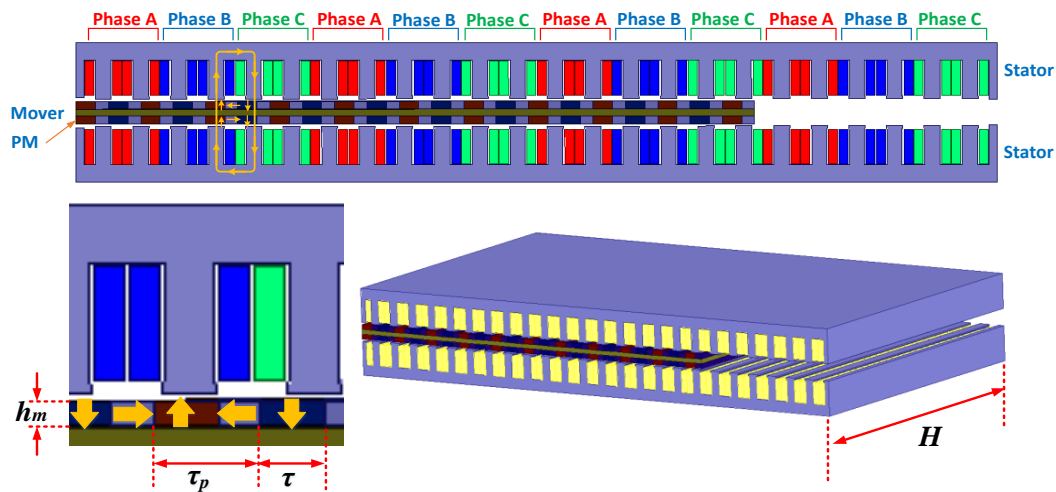 Phase A Phase B Phase C Phase A Phase B Phase C Phase A Phase B Phase C Phase A Phase B Phase C
Stator
Mover
PM
Stator
hm
τp
τ
H